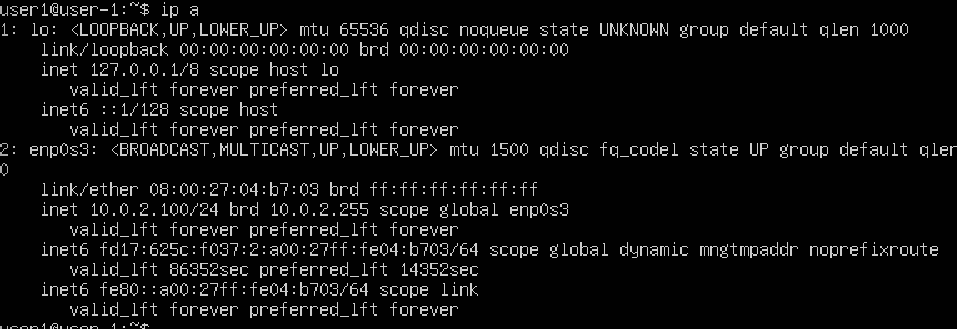 user1@user-1:~$ ip a
1: lo: <LOOPBACK,UP,LOWER_UP> mtu 65536 qdisc noqueue state UNKNOWN group default qlen 1000
    link/loopback 00:00:00:00:00:00 brd 00:00:00:00:00:00
    inet 127.0.0.1/8 scope host lo
       valid_lft forever preferred_lft forever
    inet6 ::1/128 scope host
       valid_lft forever preferred_lft forever
2: enp0s3: <BROADCAST,MULTICAST,UP,LOWER_UP> mtu 1500 qdisc fq_codel state UP group default qlen
0
    link/ether 08:00:27:04:b7:03 brd ff:ff:ff:ff:ff:ff
    inet 10.0.2.100/24 brd 10.0.2.255 scope global enp0s3
       valid_lft forever preferred_lft forever
    inet6 fd17:625c:f037:2:a00:27ff:fe04:b703/64 scope global dynamic mngtmpaddr noprefixroute
       valid_lft 86352sec preferred_lft 14352sec
    inet6 fe80::a00:27ff:fe04:b703/64 scope link
       valid_lft forever preferred_lft forever
user1@user-1:~$